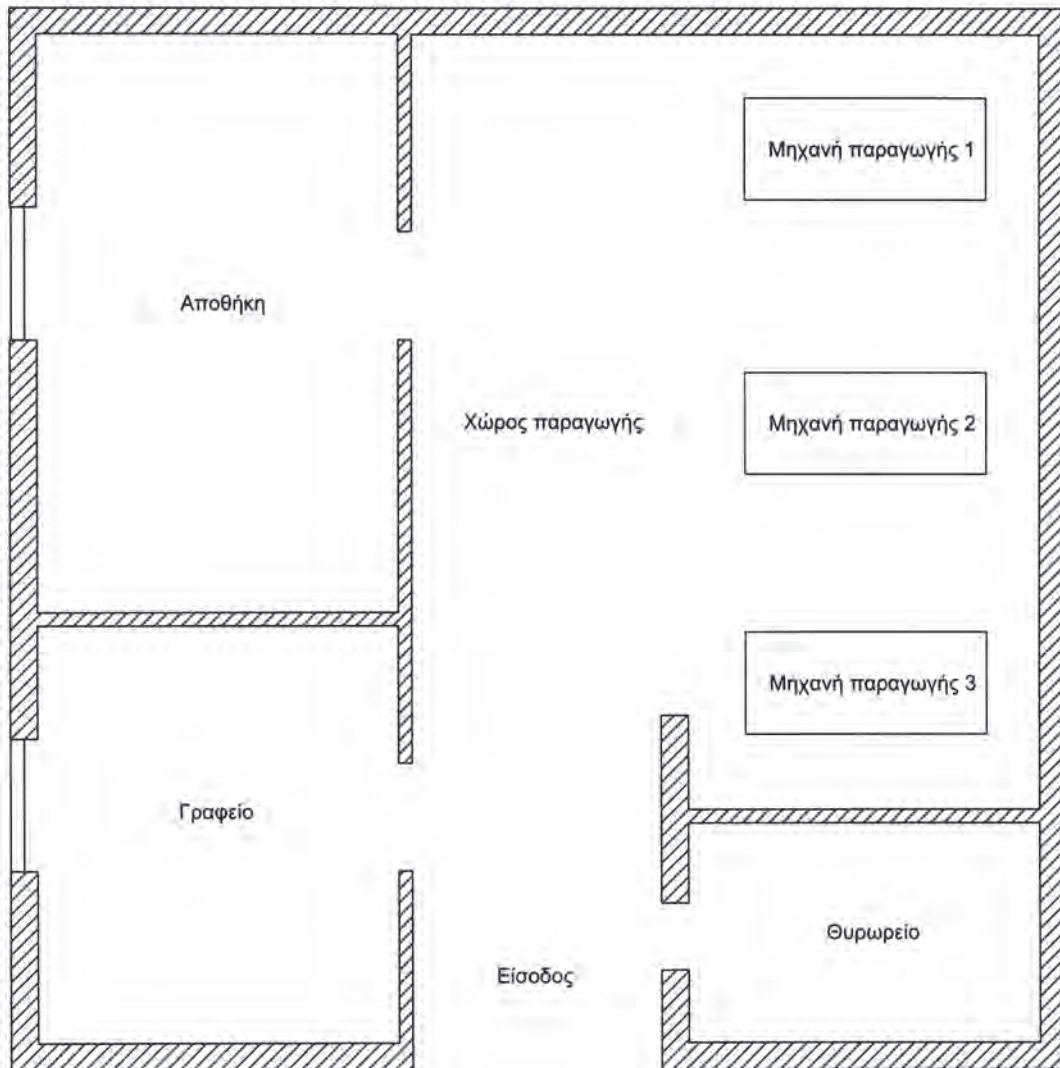 Μηχανή παραγωγής 1
Αποθήκη
Χώρος παραγωγής
Μηχανή παραγωγής 2
Μηχανή παραγωγής 3
Γραφείο
Θυρωρείο
Είσοδος